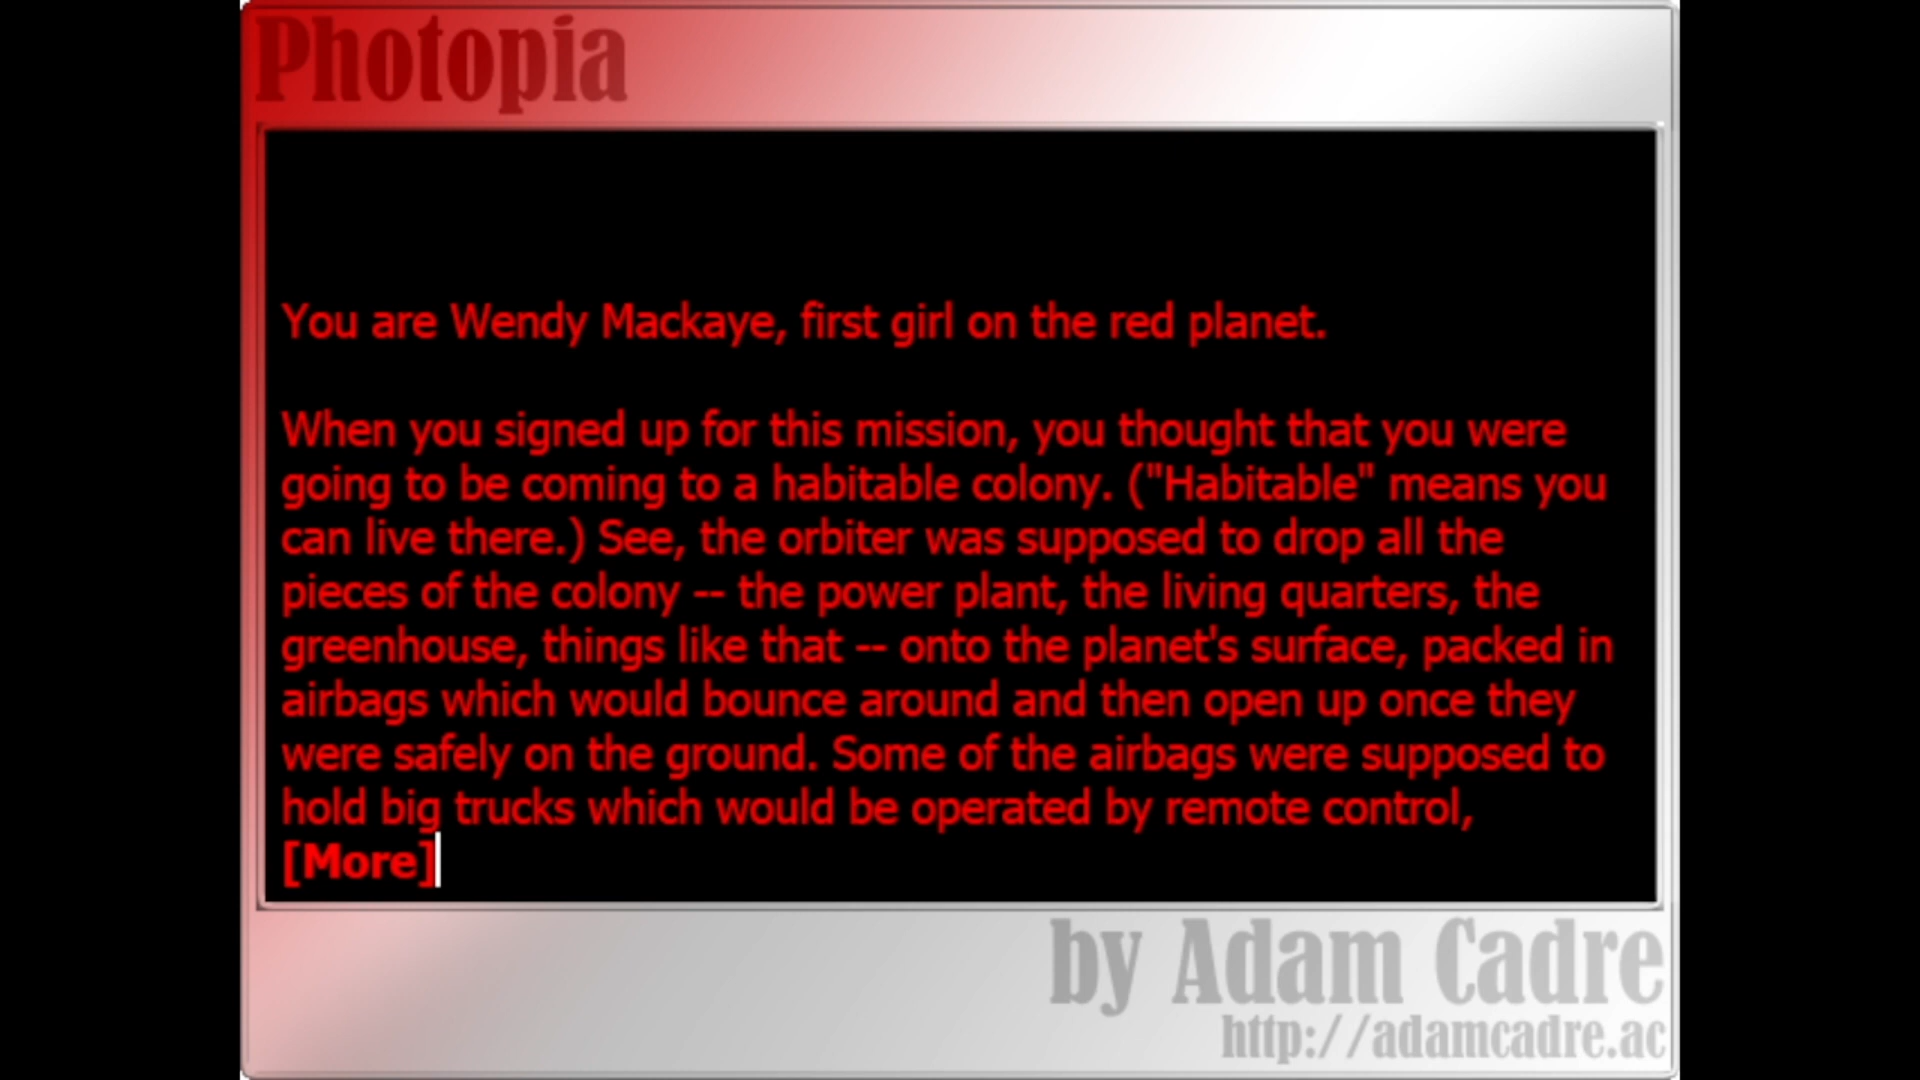 Photopia
You are Wendy Mackaye, first girl on the red planet.
When you signed up for this mission, you thought that you were
going to be coming to a habitable colony. ("Habitable" means you
can live there.) See, the orbiter was supposed to drop all the
pieces of the colony -- the power plant, the living quarters, the
greenhouse, things like that -- onto the planet's surface, packed in
airbags which would bounce around and then open up once they
were safely on the ground. Some of the airbags were supposed to
hold big trucks which would be operated by remote control,
[More]
by Adam Cadre
http://adamcadre.ac